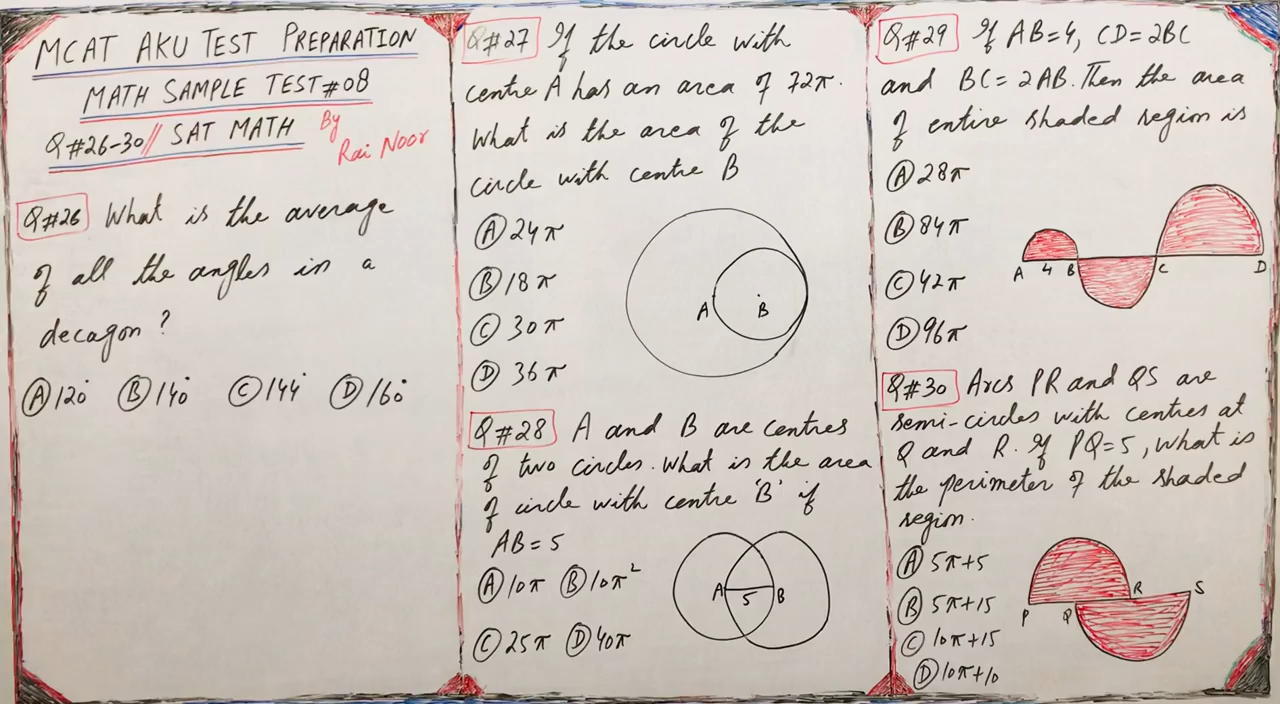 MCAT AKU TEST PREPARATION
MATH SAMPLE TEST #08
Q#26-30// SAT MATH By
Rai Noor
Q#26 What is the average
of all the angles in a
decagon?
Ⓐ 120° Ⓑ 140° Ⓒ 144° Ⓓ 160°
Q#27 If the circle with
centre A has an area of 72π.
What is the area of the
circle with centre B
Ⓐ 24π
Ⓑ 18π
Ⓒ 30π
Ⓓ 36π
A B
Q#28 A and B are centres
of two circles. What is the area
of circle with centre 'B' if
AB=5
Ⓐ 10π Ⓑ 10π²
Ⓒ 25π Ⓓ 40π
A 5 B
Q#29 If AB=4, CD=2BC
and BC=2AB. Then the area
of entire shaded region is
Ⓐ 28π
Ⓑ 84π
Ⓒ 42π
Ⓓ 96π
A 4 B C D
Q#30 Arcs PR and QS are
semi-circles with centres at
Q and R. If PQ=5, What is
the perimeter of the shaded
region.
Ⓐ 5π+5
Ⓑ 5π+15
Ⓒ 10π+15
Ⓓ 10π+10
P Q R S